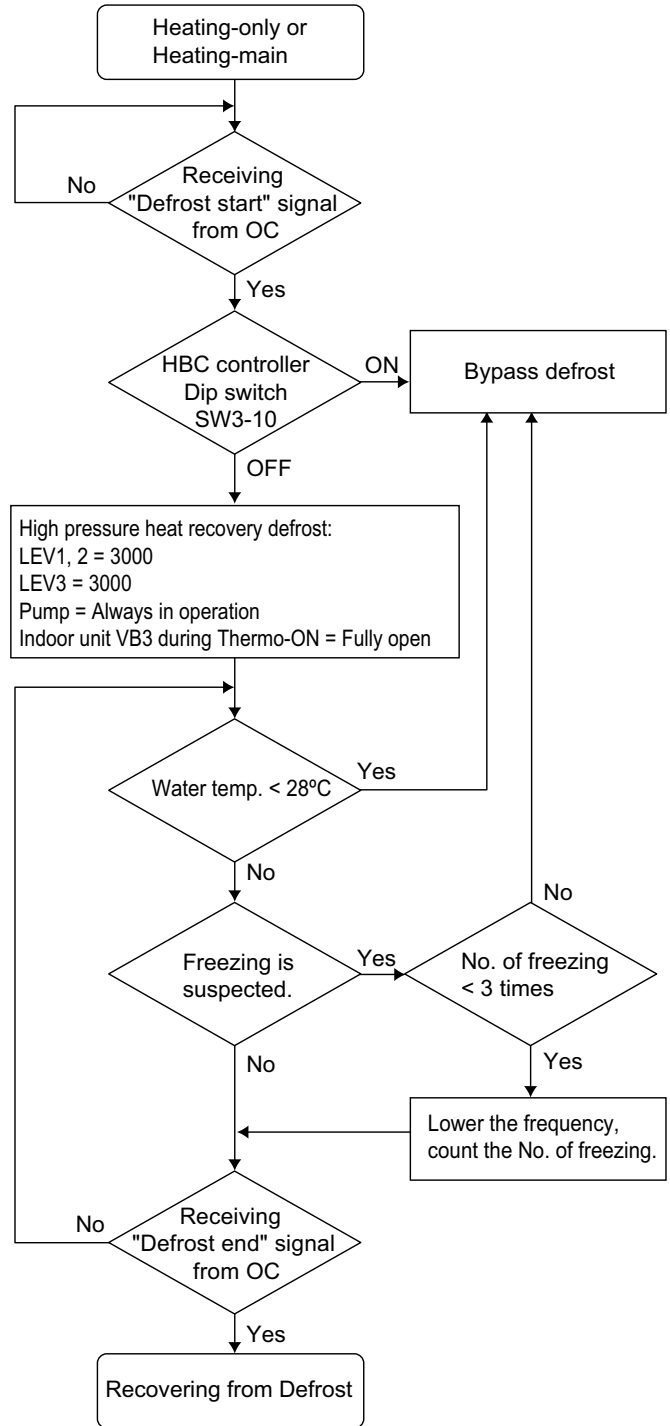 Heating-only or
Heating-main
No
Receiving
"Defrost start" signal
from OC
Yes
HBC controller
Dip switch
SW3-10
ON
Bypass defrost
OFF
High pressure heat recovery defrost:
LEV1, 2 = 3000
LEV3 = 3000
Pump = Always in operation
Indoor unit VB3 during Thermo-ON = Fully open
Water temp. < 28ºC
Yes
No
No
Freezing is
suspected.
Yes
No. of freezing
< 3 times
No
Yes
Lower the frequency,
count the No. of freezing.
No
Receiving
"Defrost end" signal
from OC
Yes
Recovering from Defrost